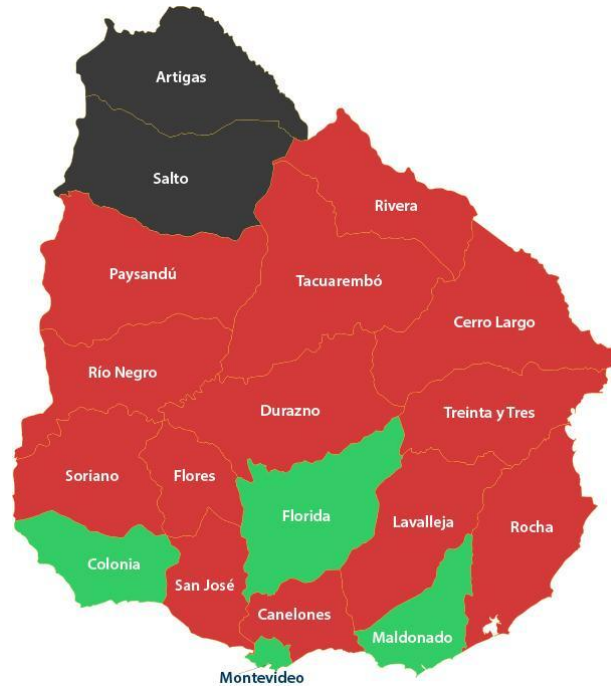 Artigas
Salto
Rivera
Paysandú
Tacuarembó
Cerro Largo
Río Negro
Durazno
Treinta y Tres
Soriano
Flores
Florida
Lavalleja
Rocha
Colonia
San José
Canelones
Maldonado
Montevideo